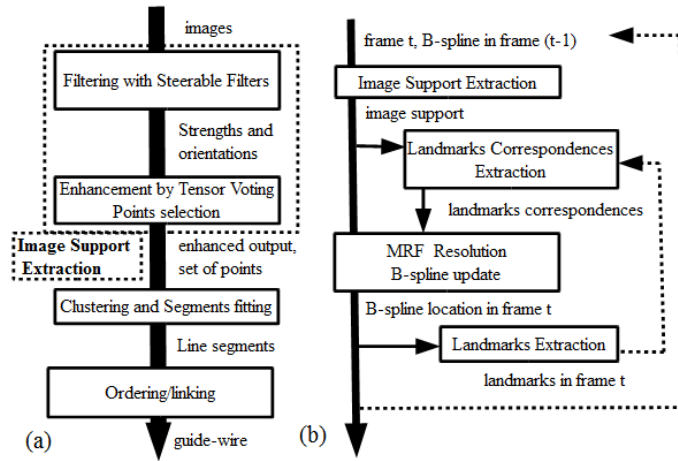 images
Filtering with Steerable Filters
Strengths and
orientations
Enhancement by Tensor Voting
Points selection
Image Support
Extraction
enhanced output,
set of points
Clustering and Segments fitting
Line segments
Ordering/linking
(a)
guide-wire
frame t, B-spline in frame (t-1)
Image Support Extraction
image support
Landmarks Correspondences
Extraction
landmarks correspondences
MRF Resolution
B-spline update
B-spline location in frame t
Landmarks Extraction
landmarks in frame t
(b)